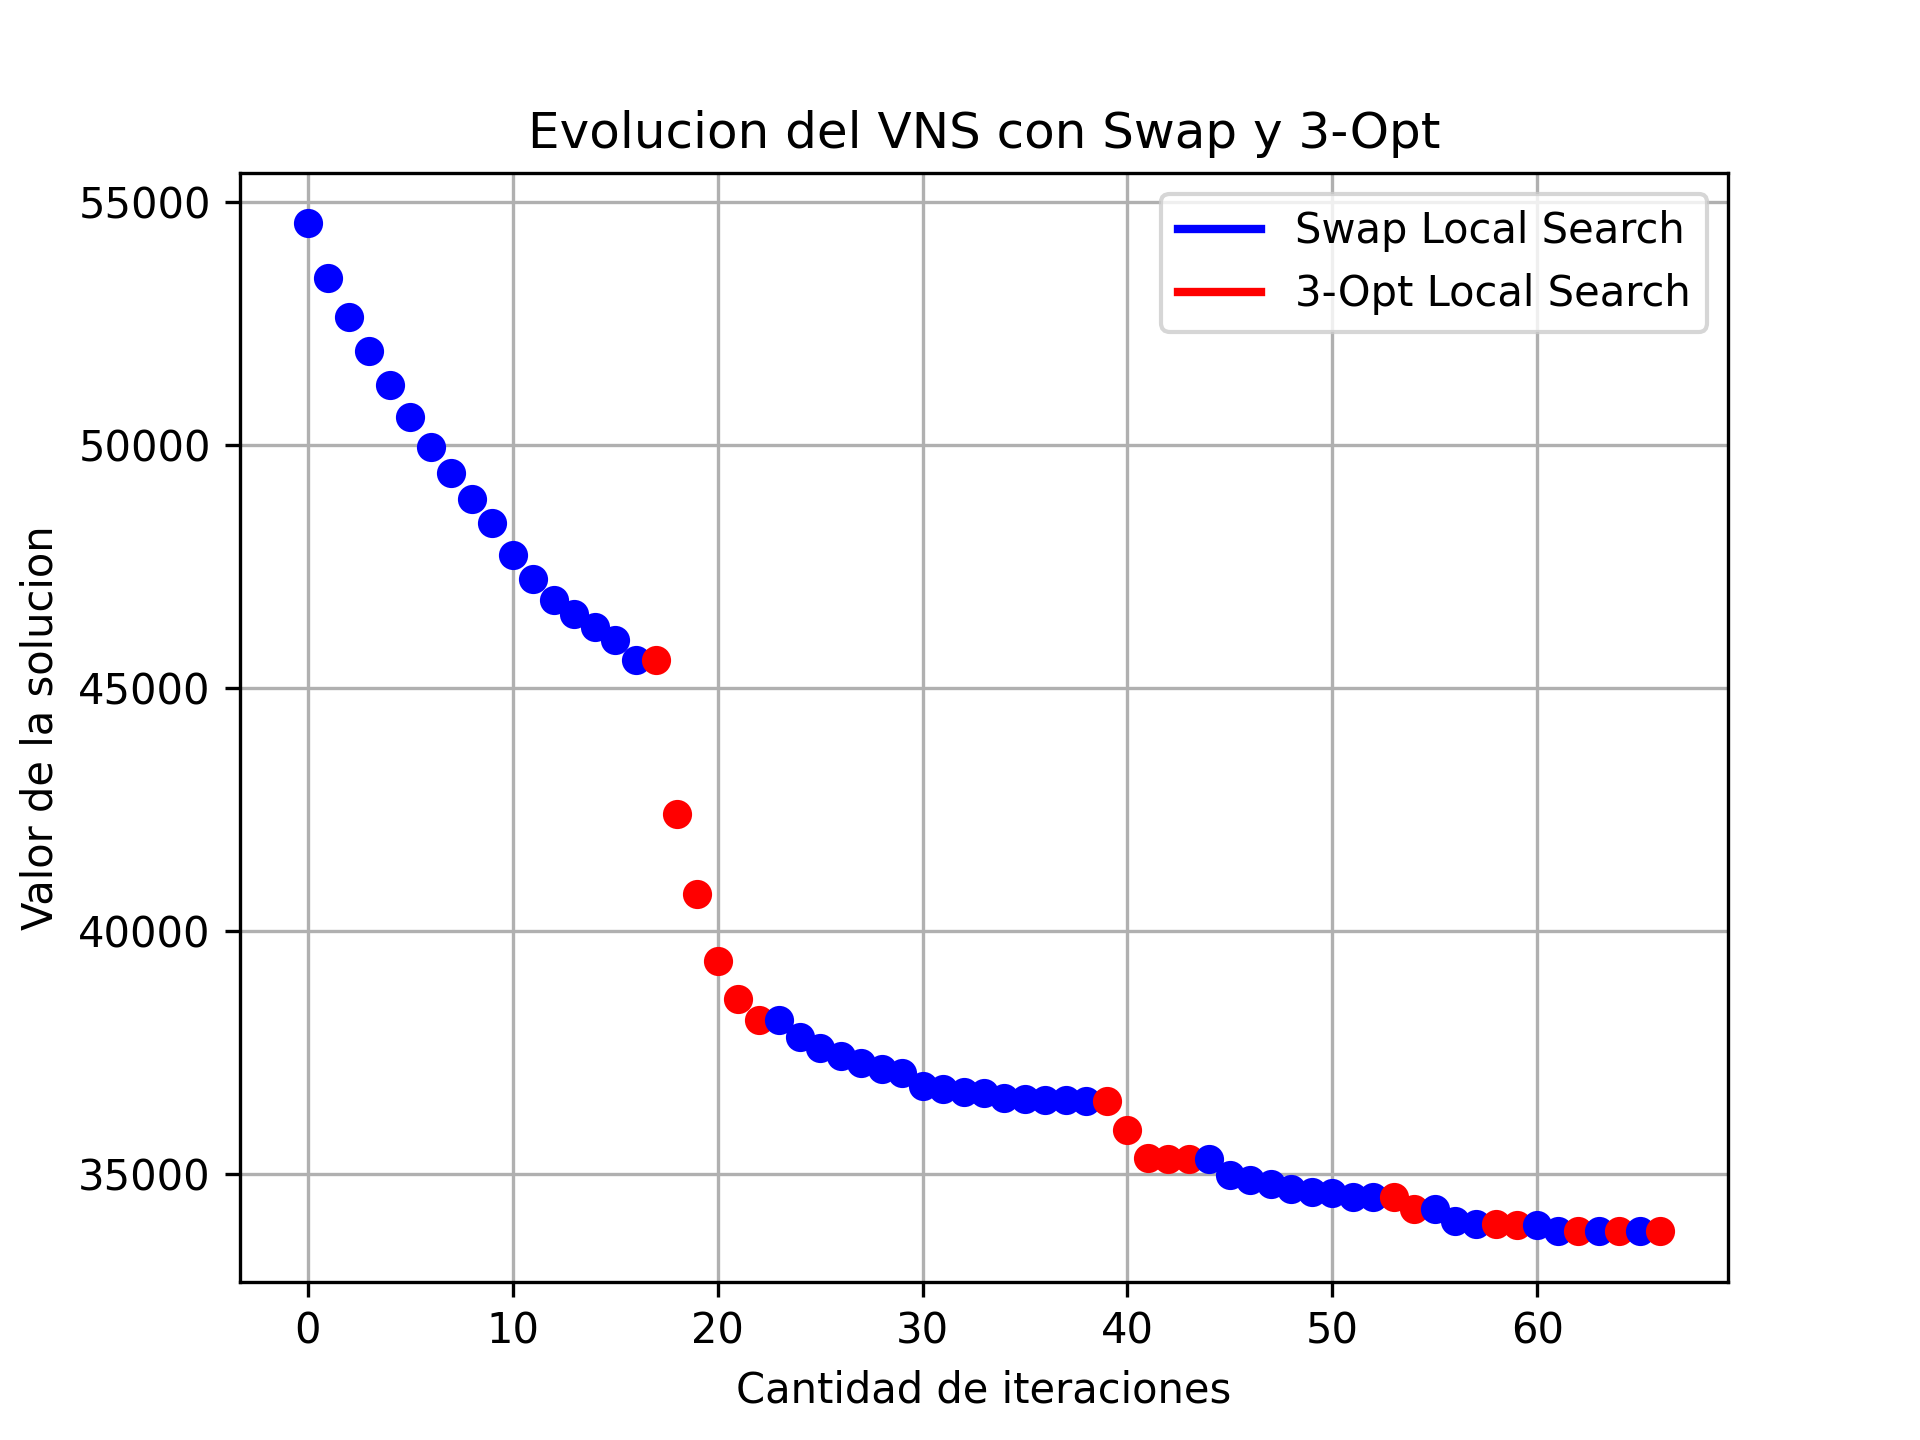 Evolucion del VNS con Swap y 3-Opt
Swap Local Search
3-Opt Local Search
Valor de la solucion
55000
50000
45000
40000
35000
0 10 20 30 40 50 60
Cantidad de iteraciones